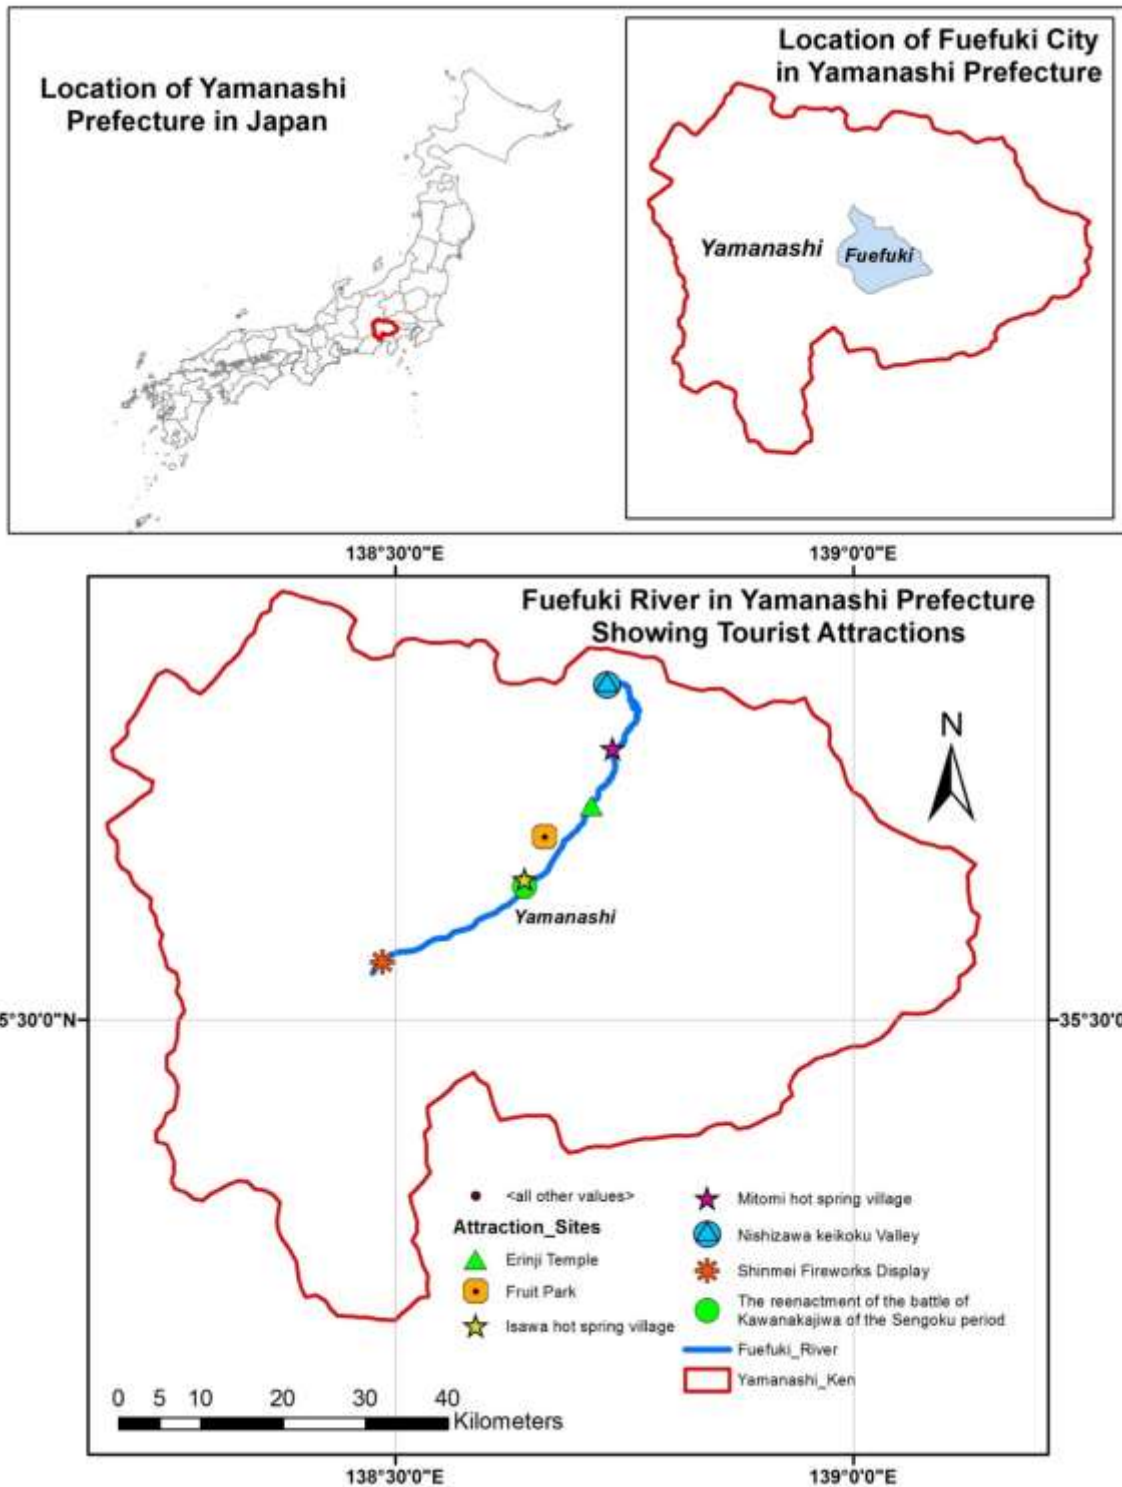 Location of Yamanashi
Prefecture in Japan
Location of Fuefuki City
in Yamanashi Prefecture
Yamanashi
Fuefuki
138°30'0"E
139°0'0"E
Fuefuki River in Yamanashi Prefecture
Showing Tourist Attractions
N
Yamanashi
5°30'0"N
35°30'0
<all other values>
Attraction_Sites
Erinji Temple
Fruit Park
Isawa hot spring village
Mitomi hot spring village
Nishizawa keikoku Valley
Shinmei Fireworks Display
The reenactment of the battle of
Kawanakajiwa of the Sengoku period
Fuefuki_River
Yamanashi_Ken
0 5 10 20 30 40
Kilometers
138°30'0"E
139°0'0"E